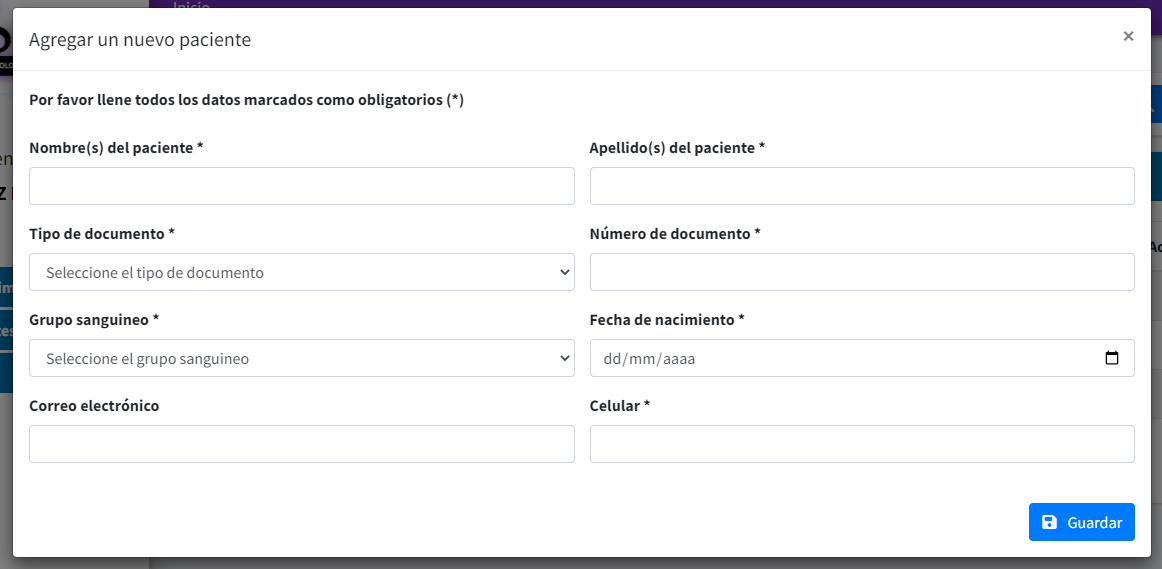 Inicio
Agregar un nuevo paciente ×
Por favor llene todos los datos marcados como obligatorios (*)
Nombre(s) del paciente * Apellido(s) del paciente *
Tipo de documento * Número de documento *
Seleccione el tipo de documento
Grupo sanguineo * Fecha de nacimiento *
Seleccione el grupo sanguineo dd/mm/aaaa
Correo electrónico Celular *
Guardar